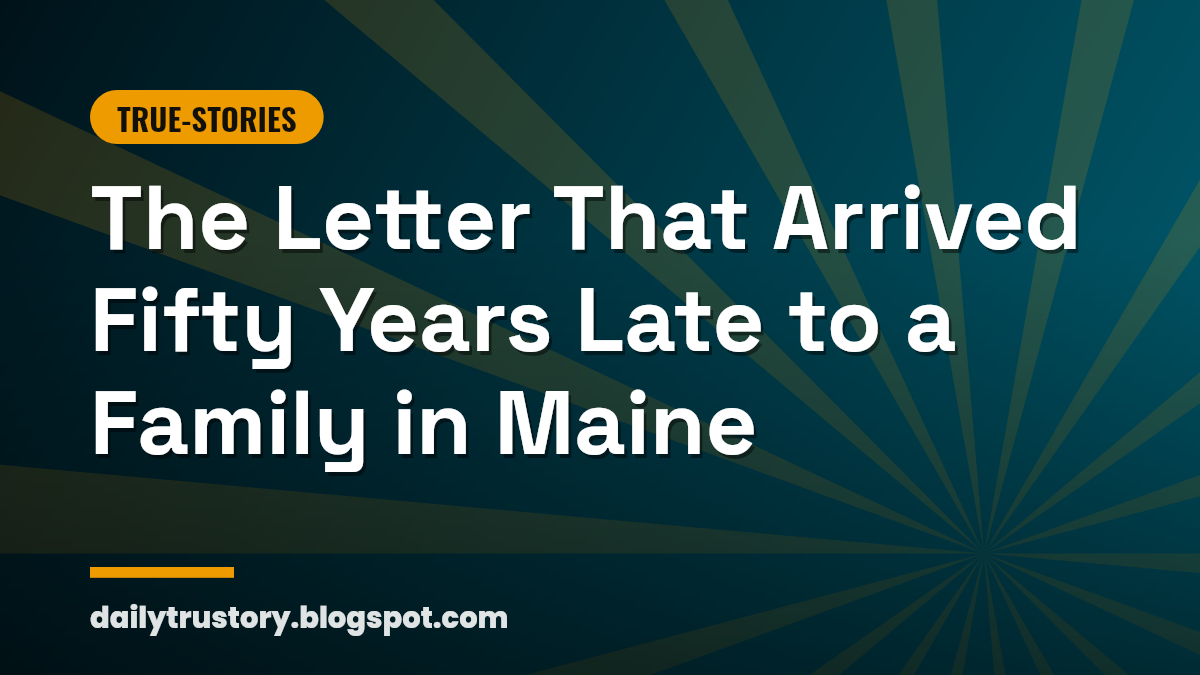 TRUE-STORIES
The Letter That Arrived
Fifty Years Late to a
Family in Maine
dailytrustory.blogspot.com